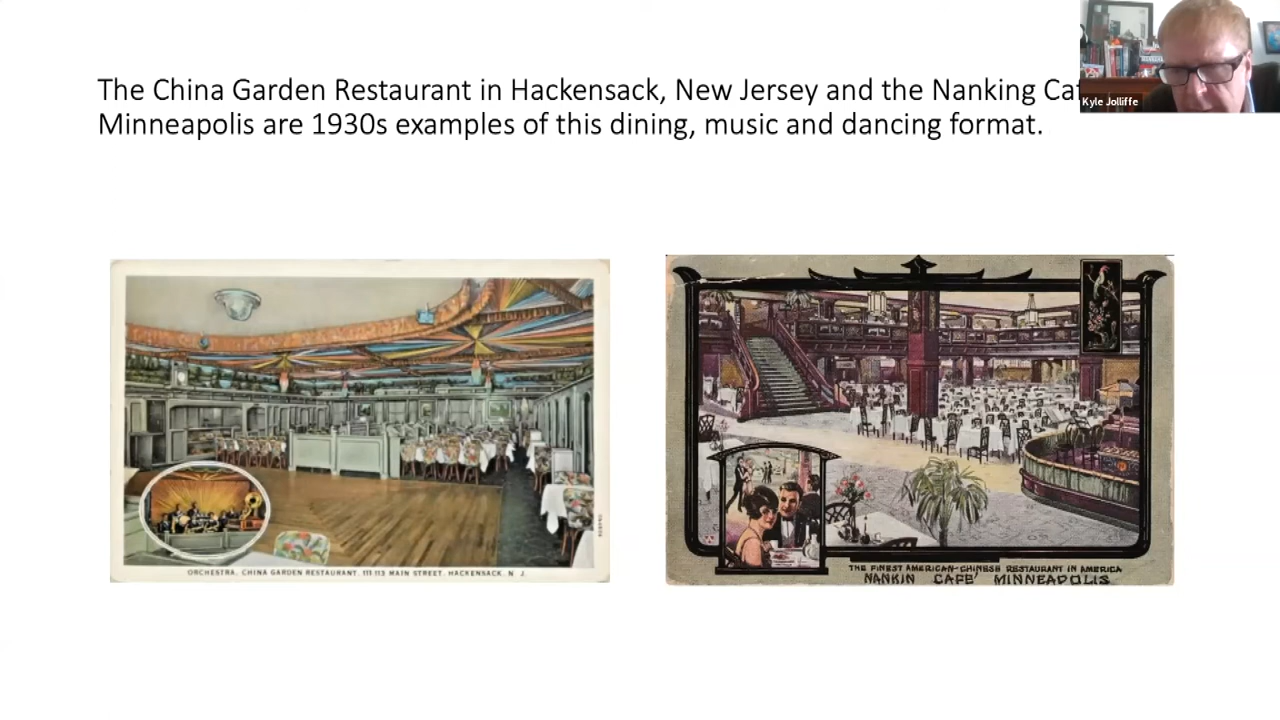 The China Garden Restaurant in Hackensack, New Jersey and the Nanking Ca
Minneapolis are 1930s examples of this dining, music and dancing format.
Kyle Jolliffe
ORCHESTRA, CHINA GARDEN RESTAURANT, 111-113 MAIN STREET, HACKENSACK, N. J.
THE FINEST AMERICAN-CHINESE RESTAURANT IN AMERICA
NANKIN CAFE' MINNEAPOLIS